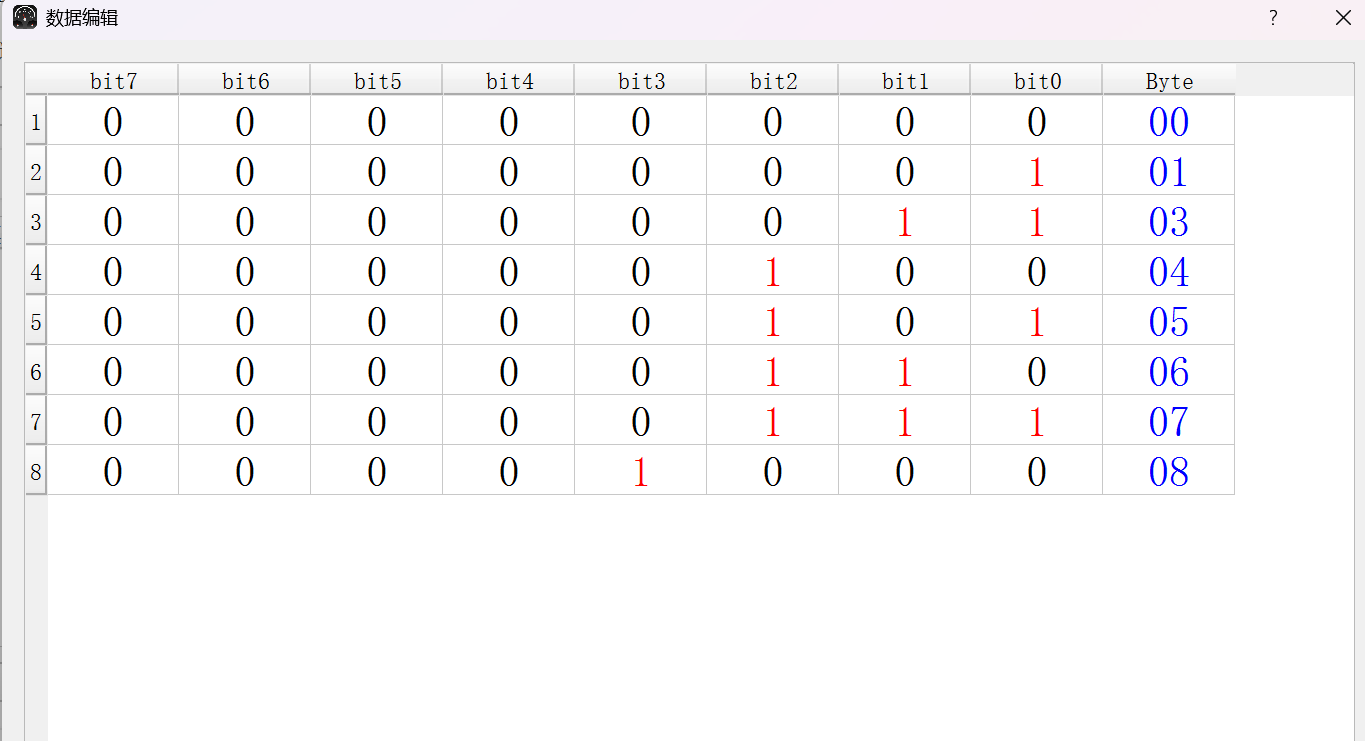 数据编辑 ?
bit7 bit6 bit5 bit4 bit3 bit2 bit1 bit0 Byte
1 0 0 0 0 0 0 0 0 00
2 0 0 0 0 0 0 0 1 01
3 0 0 0 0 0 0 1 1 03
4 0 0 0 0 0 1 0 0 04
5 0 0 0 0 0 1 0 1 05
6 0 0 0 0 0 1 1 0 06
7 0 0 0 0 0 1 1 1 07
8 0 0 0 0 1 0 0 0 08